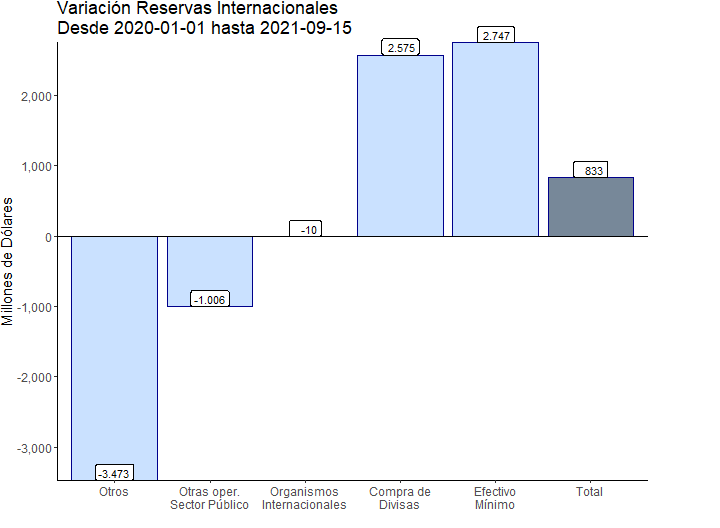 Variación Reservas Internacionales
Desde 2020-01-01 hasta 2021-09-15
Millones de Dólares
2,000
1,000
0
-1,000
-2,000
-3,000
-3.473
-1.006
-10
2.575
2.747
833
Otros
Otras oper.
Sector Público
Organismos
Internacionales
Compra de
Divisas
Efectivo
Mínimo
Total